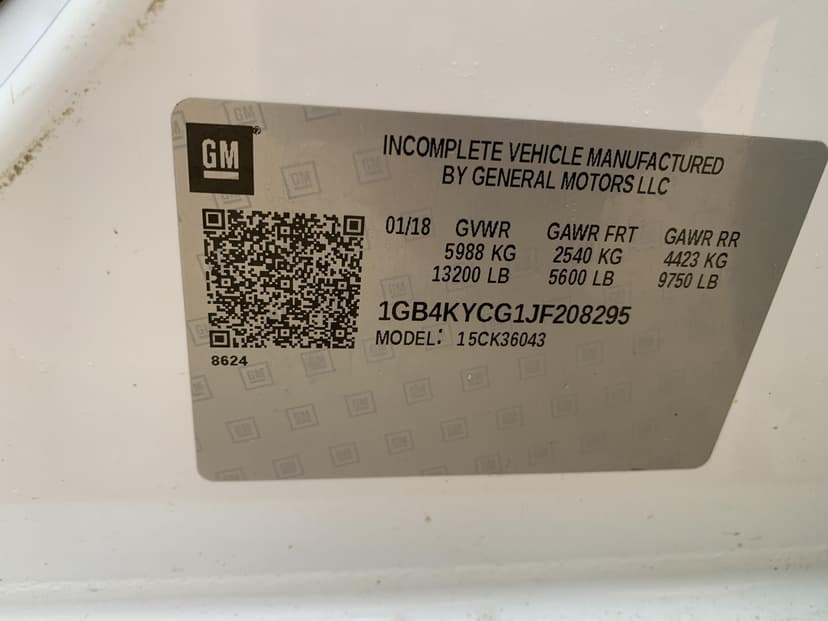 GM®
INCOMPLETE VEHICLE MANUFACTURED
BY GENERAL MOTORS LLC
01/18 GVWR GAWR FRT GAWR RR
5988 KG 2540 KG 4423 KG
13200 LB 5600 LB 9750 LB
1GB4KYCG1JF208295
MODEL: 15CK36043
8624